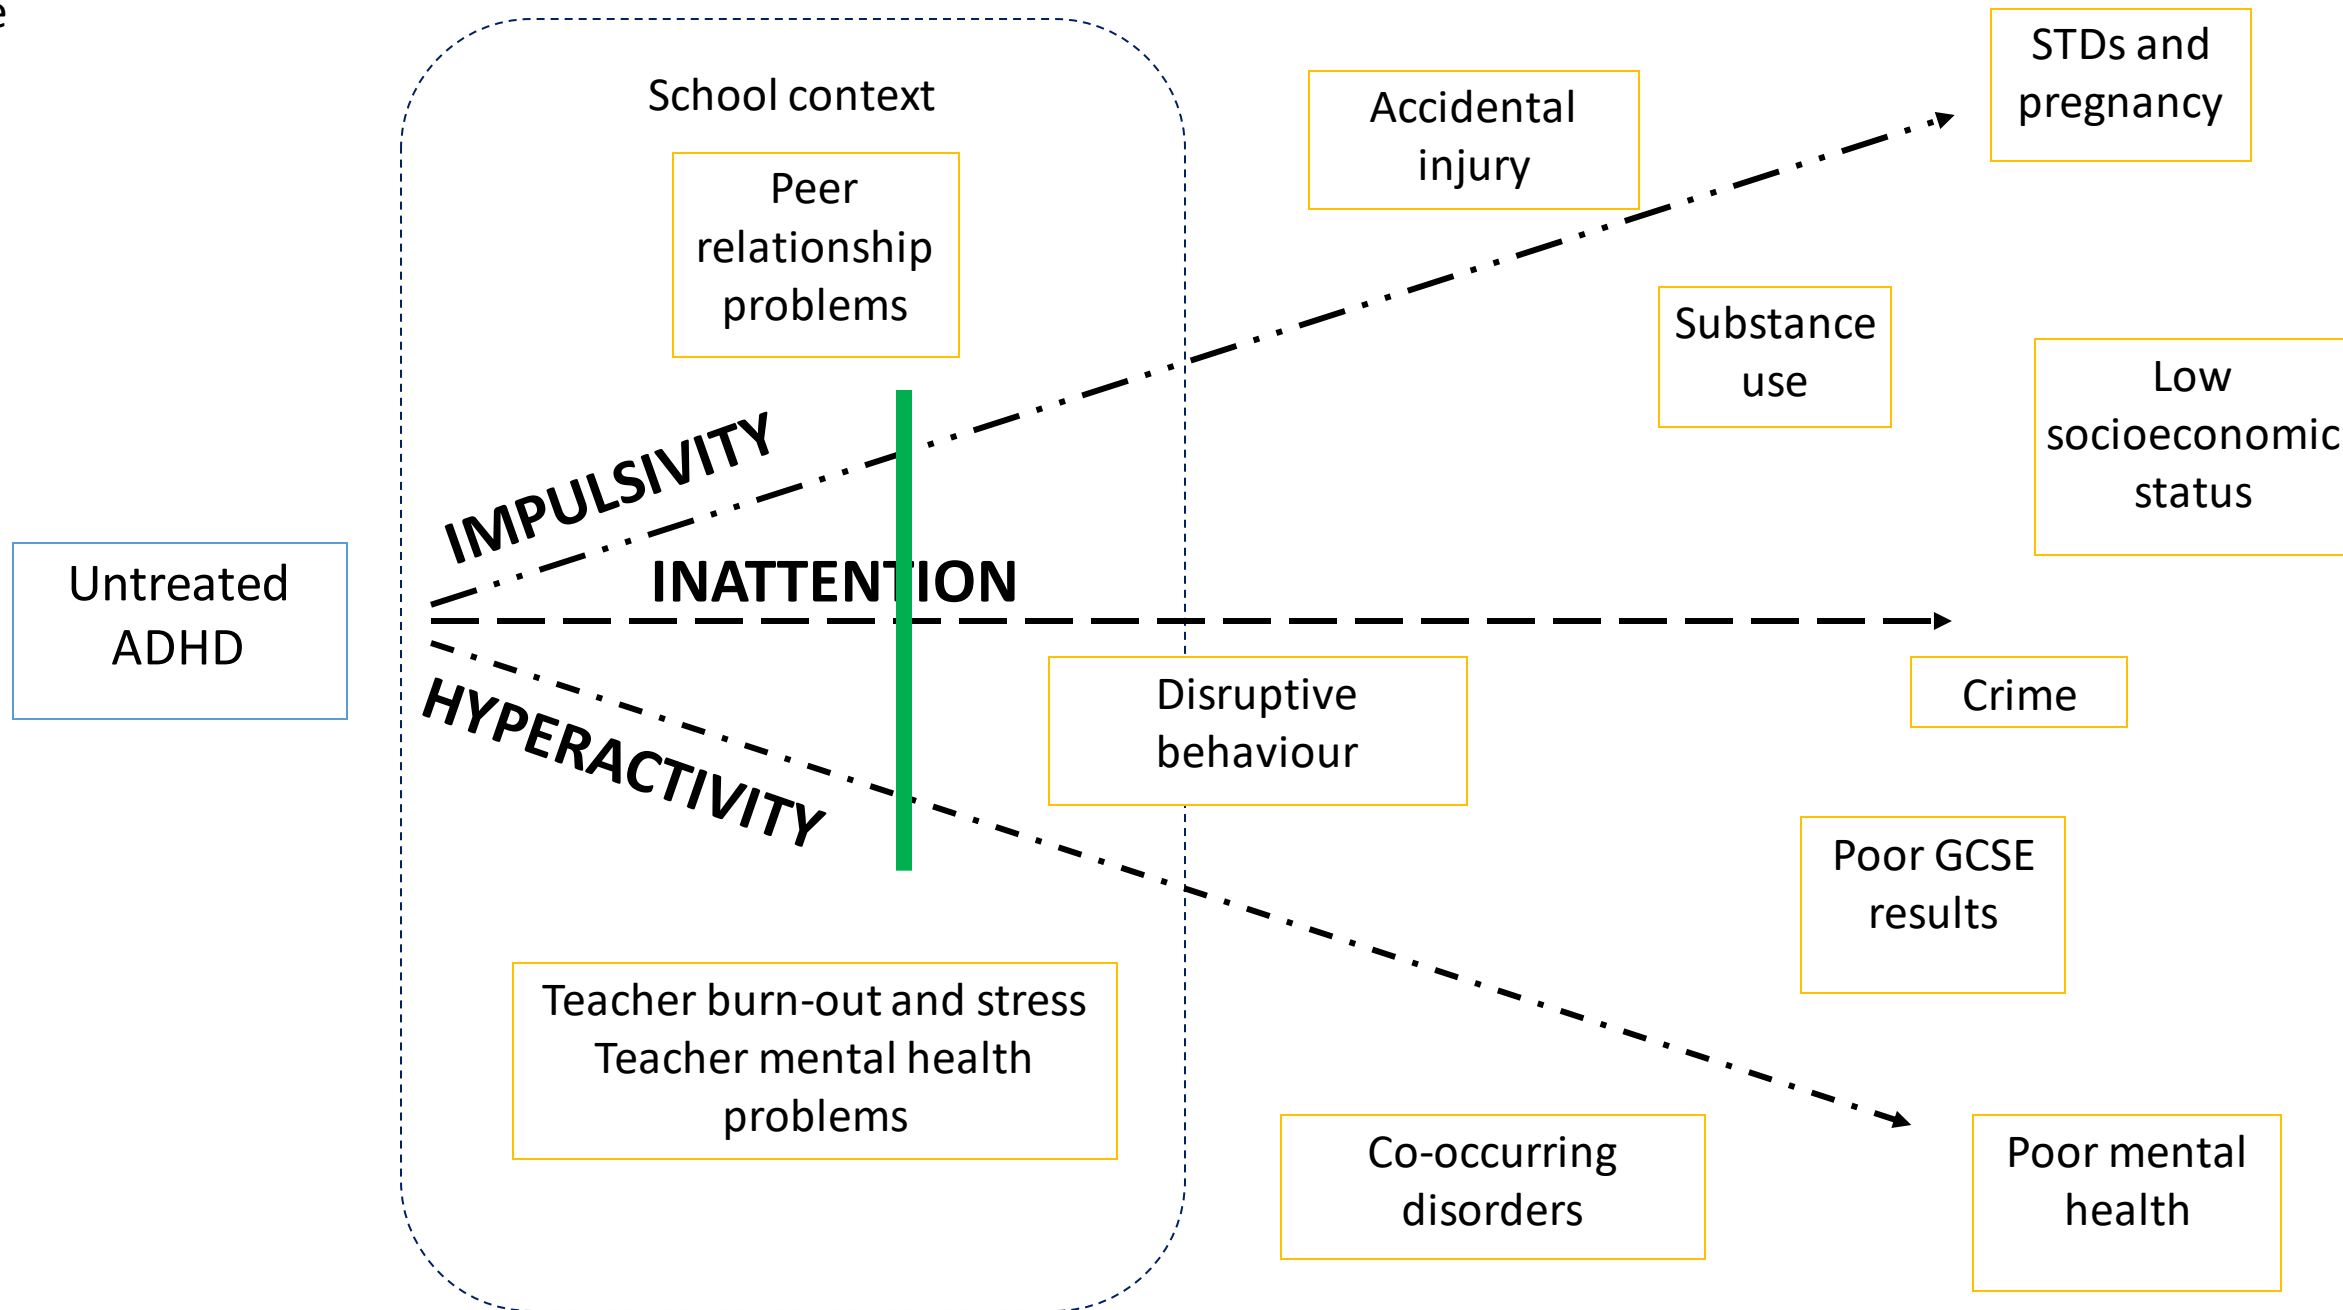 School context
Peer
relationship
problems
Accidental
injury
STDs and
pregnancy
Substance
use
Low
socioeconomic
status
IMPULSIVITY
INATTENTION
HYPERACTIVITY
Untreated
ADHD
Disruptive
behaviour
Crime
Poor GCSE
results
Teacher burn-out and stress
Teacher mental health
problems
Co-occurring
disorders
Poor mental
health